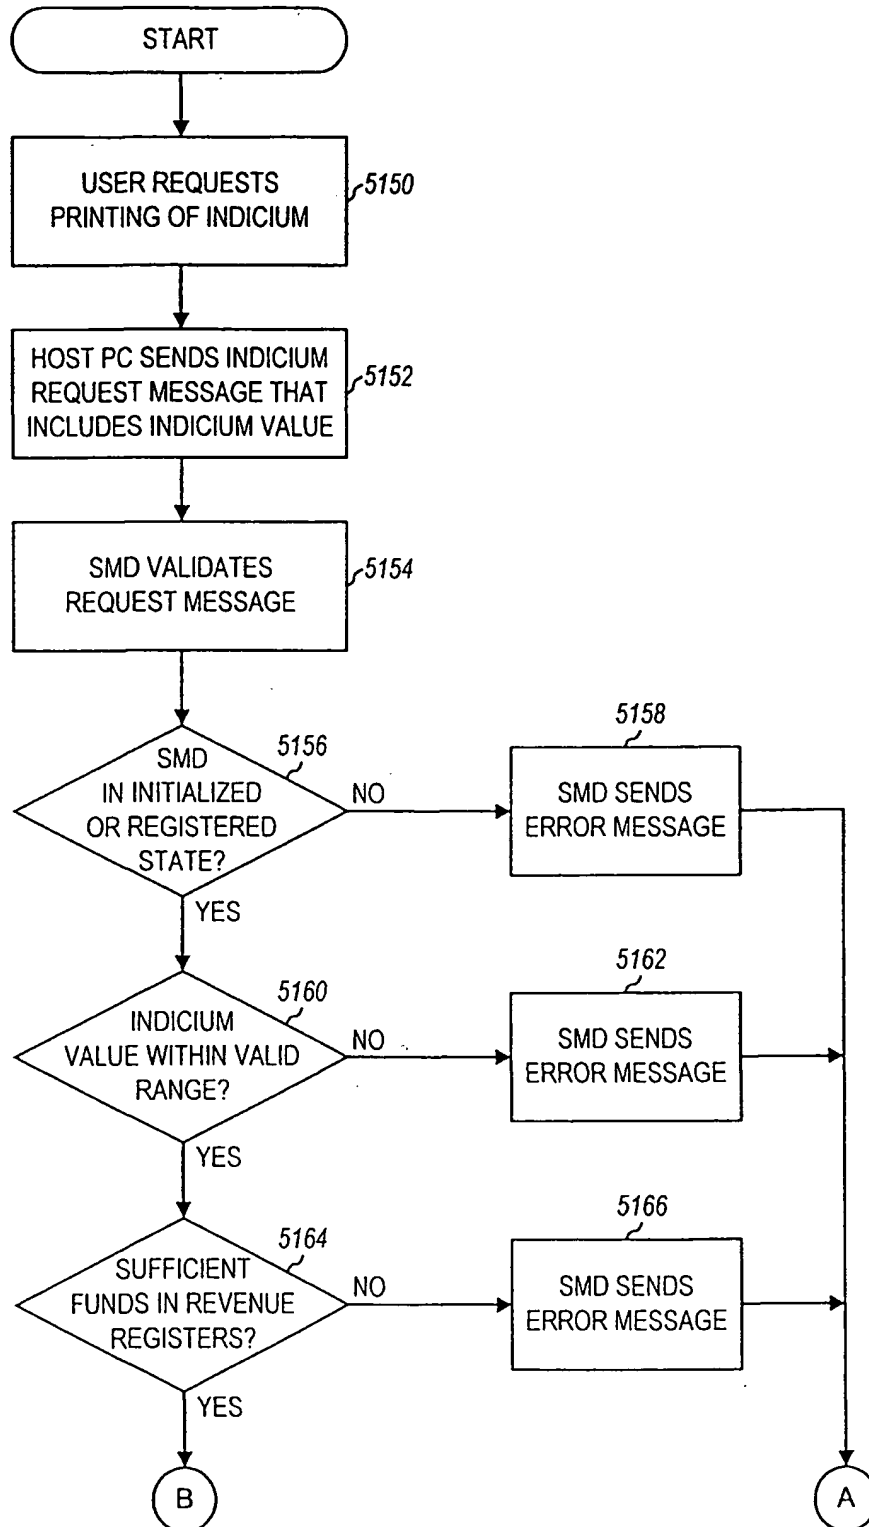 START
USER REQUESTS
PRINTING OF INDICIUM
5150
HOST PC SENDS INDICIUM
REQUEST MESSAGE THAT
INCLUDES INDICIUM VALUE
5152
SMD VALIDATES
REQUEST MESSAGE
5154
SMD
IN INITIALIZED
OR REGISTERED
STATE?
5156
NO
5158
SMD SENDS
ERROR MESSAGE
YES
INDICIUM
VALUE WITHIN VALID
RANGE?
5160
NO
5162
SMD SENDS
ERROR MESSAGE
YES
SUFFICIENT
FUNDS IN REVENUE
REGISTERS?
5164
NO
5166
SMD SENDS
ERROR MESSAGE
YES
B
A